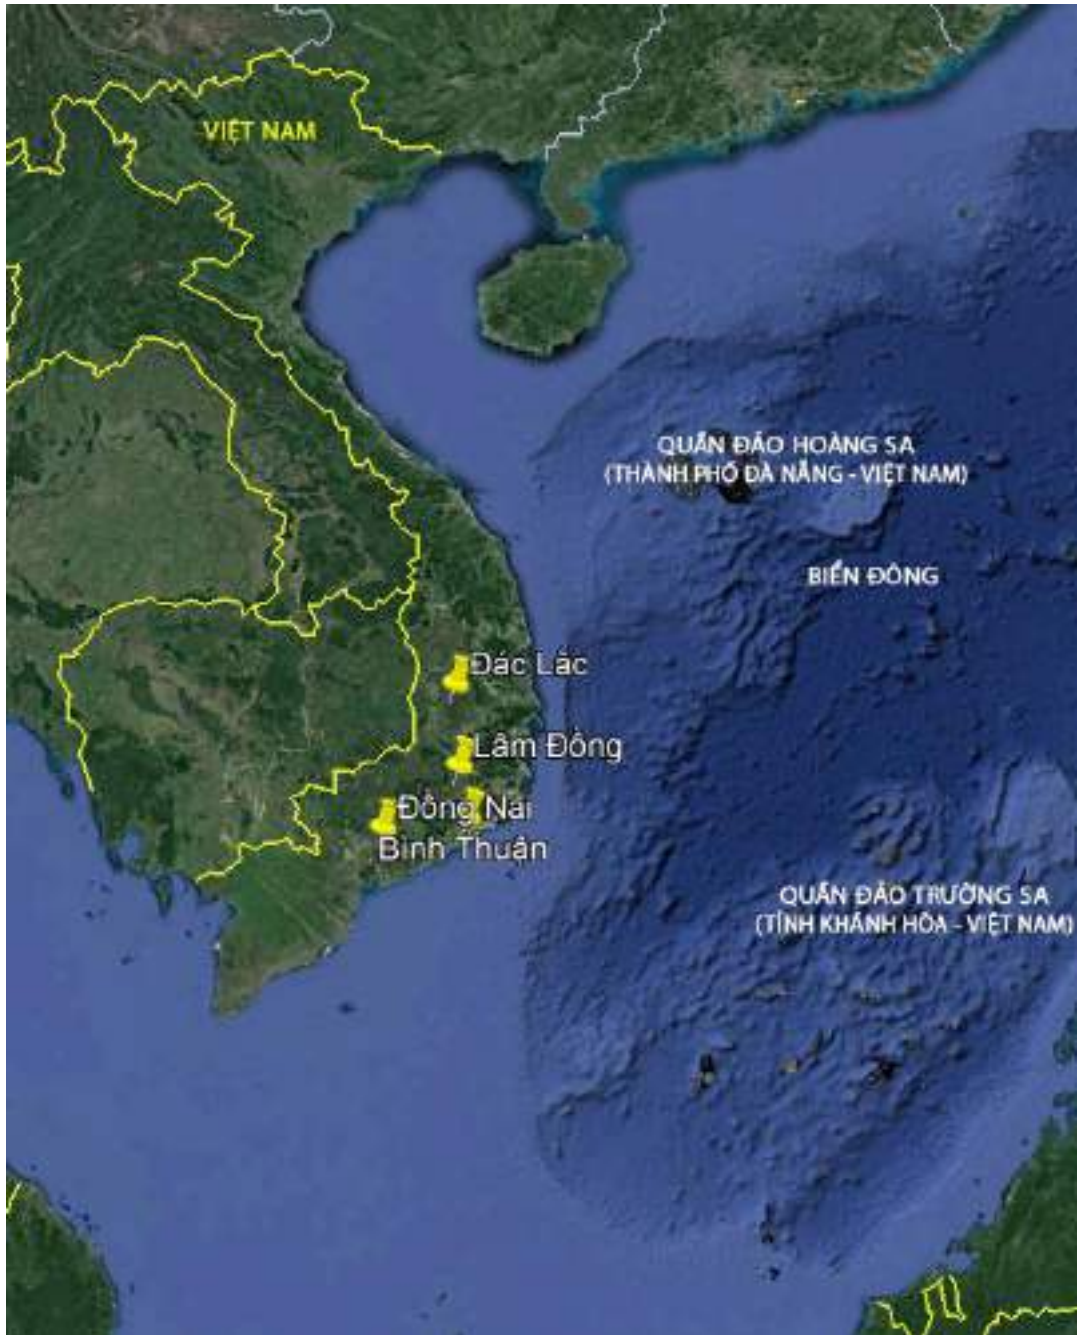 VIỆT NAM
QUẦN ĐẢO HOÀNG SA
(THÀNH PHỐ ĐÀ NẴNG - VIỆT NAM)
BIỂN ĐÔNG
Đác Lắc
Lâm Đồng
Đồng Nai
Bình Thuận
QUẦN ĐẢO TRƯỜNG SA
(TỈNH KHÁNH HÒA - VIỆT NAM)